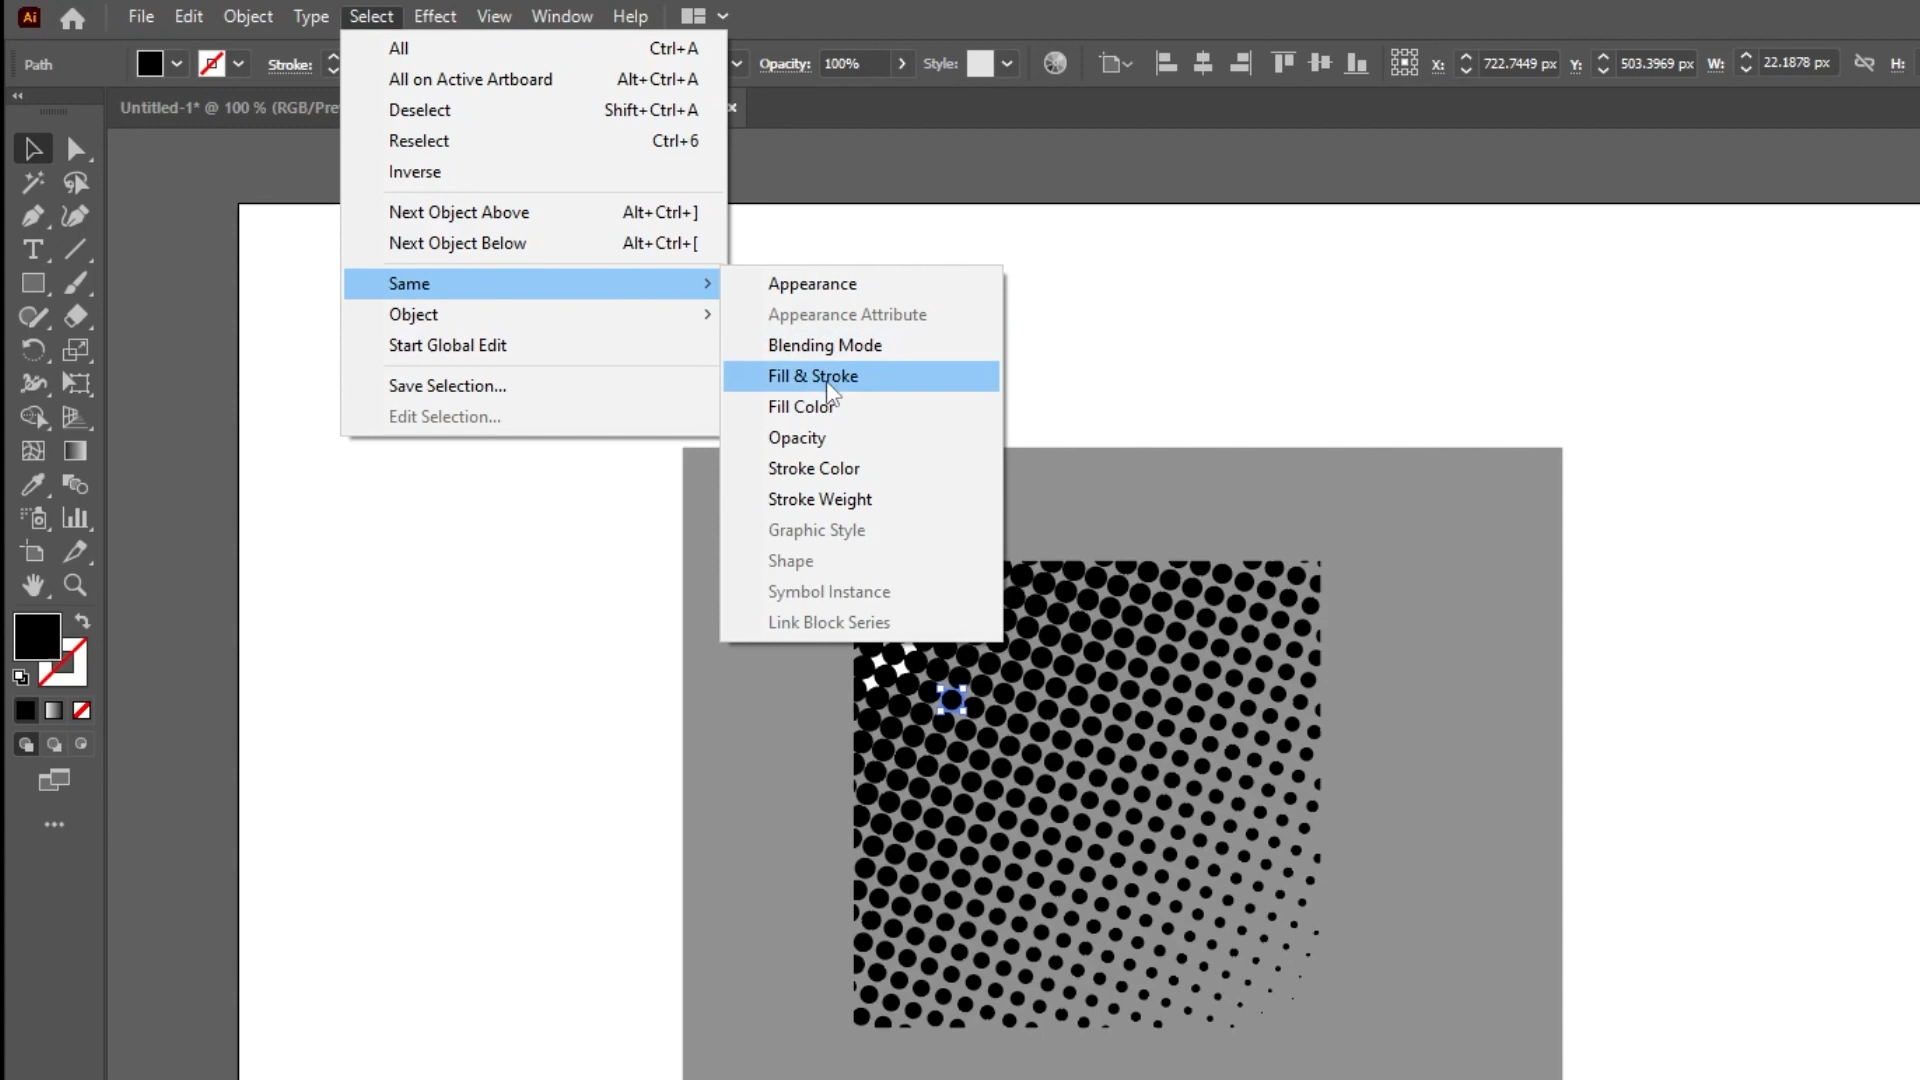 Ai File Edit Object Type Select Effect View Window Help
Path Stroke: Opacity: 100% Style: X: 722.7449 px Y: 503.3969 px W: 22.1878 px H:
Untitled-1* @ 100 % (RGB/Pre
All Ctrl+A
All on Active Artboard Alt+Ctrl+A
Deselect Shift+Ctrl+A
Reselect Ctrl+6
Inverse
Next Object Above Alt+Ctrl+]
Next Object Below Alt+Ctrl+[
Same
Object
Start Global Edit
Save Selection...
Edit Selection...
Appearance
Appearance Attribute
Blending Mode
Fill & Stroke
Fill Color
Opacity
Stroke Color
Stroke Weight
Graphic Style
Shape
Symbol Instance
Link Block Series